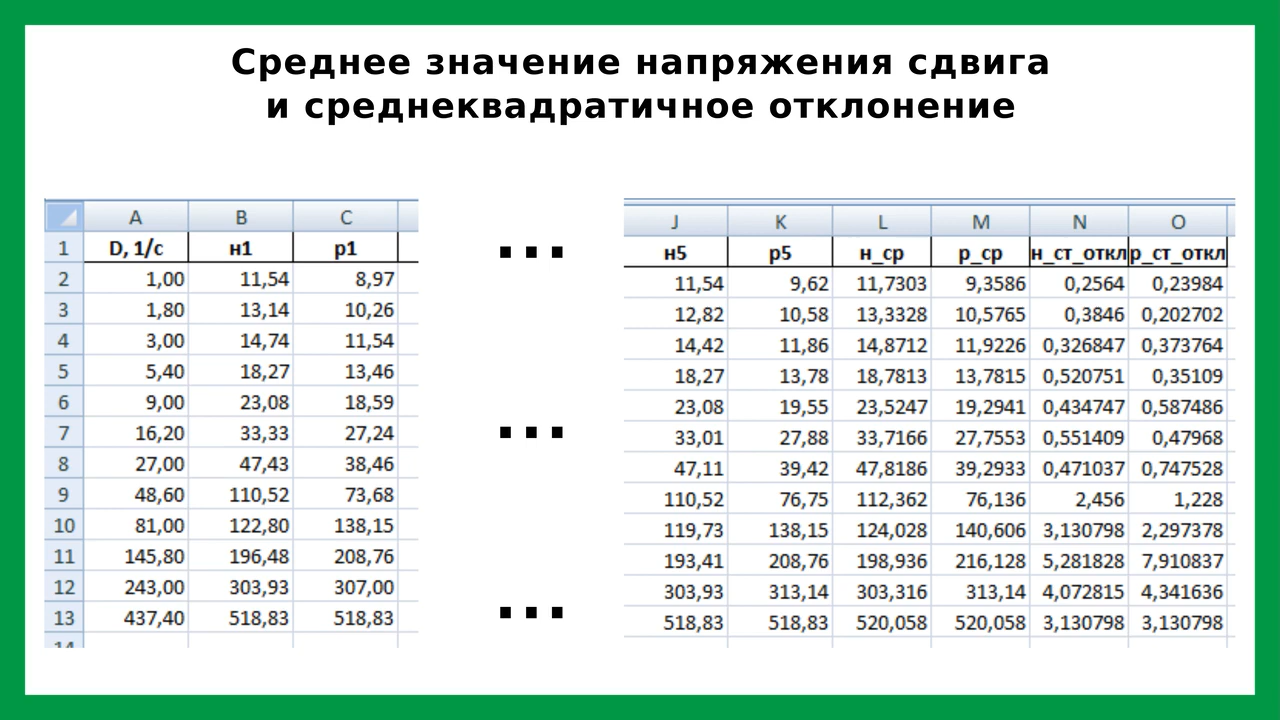 Среднее значение напряжения сдвига
и среднеквадратичное отклонение
A B C
1 D, 1/с н1 р1
2 1,00 11,54 8,97
3 1,80 13,14 10,26
4 3,00 14,74 11,54
5 5,40 18,27 13,46
6 9,00 23,08 18,59
7 16,20 33,33 27,24
8 27,00 47,43 38,46
9 48,60 110,52 73,68
10 81,00 122,80 138,15
11 145,80 196,48 208,76
12 243,00 303,93 307,00
13 437,40 518,83 518,83
14
...
...
...
J K L M N O
н5 р5 н_ср р_ср н_ст_откл р_ст_откл
11,54 9,62 11,7303 9,3586 0,2564 0,23984
12,82 10,58 13,3328 10,5765 0,3846 0,202702
14,42 11,86 14,8712 11,9226 0,326847 0,373764
18,27 13,78 18,7813 13,7815 0,520751 0,35109
23,08 19,55 23,5247 19,2941 0,434747 0,587486
33,01 27,88 33,7166 27,7553 0,551409 0,47968
47,11 39,42 47,8186 39,2933 0,471037 0,747528
110,52 76,75 112,362 76,136 2,456 1,228
119,73 138,15 124,028 140,606 3,130798 2,297378
193,41 208,76 198,936 216,128 5,281828 7,910837
303,93 313,14 303,316 313,14 4,072815 4,341636
518,83 518,83 520,058 520,058 3,130798 3,130798